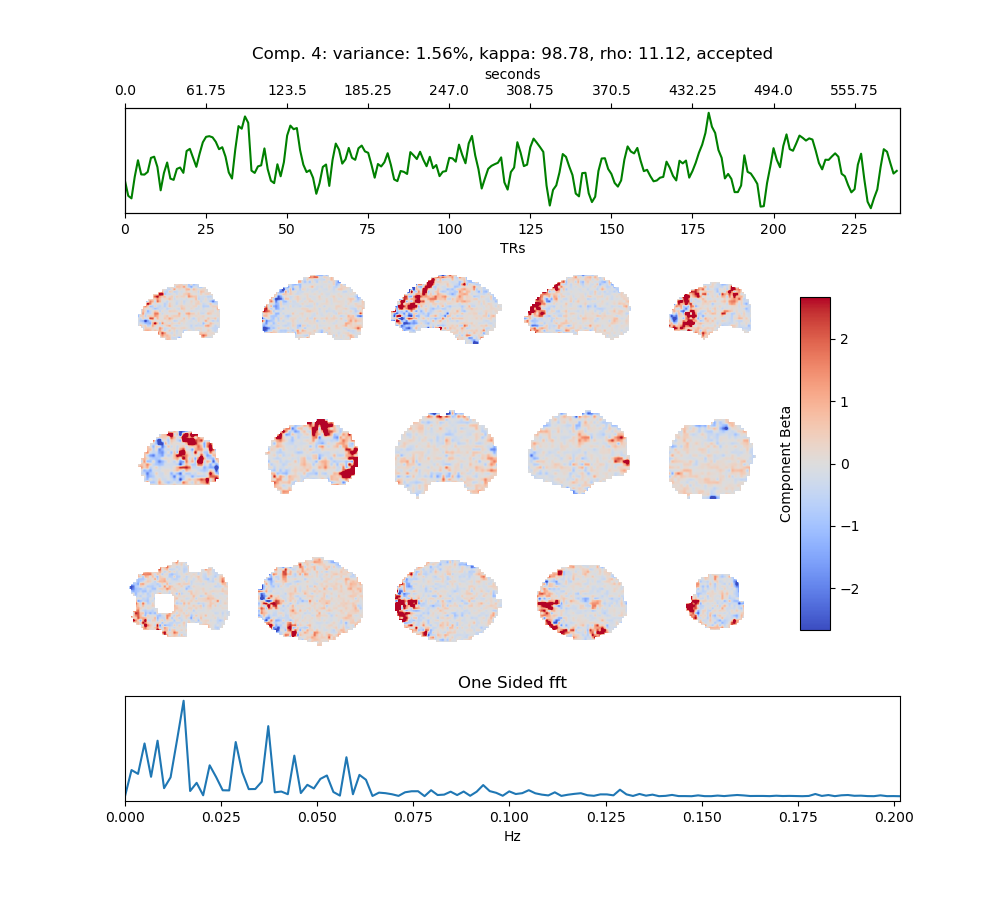 Comp. 4: variance: 1.56%, kappa: 98.78, rho: 11.12, accepted
seconds
0.0 61.75 123.5 185.25 247.0 308.75 370.5 432.25 494.0 555.75
0 25 50 75 100 125 150 175 200 225
TRs
2
1
0
−1
−2
Component Beta
One Sided fft
0.000 0.025 0.050 0.075 0.100 0.125 0.150 0.175 0.200
Hz